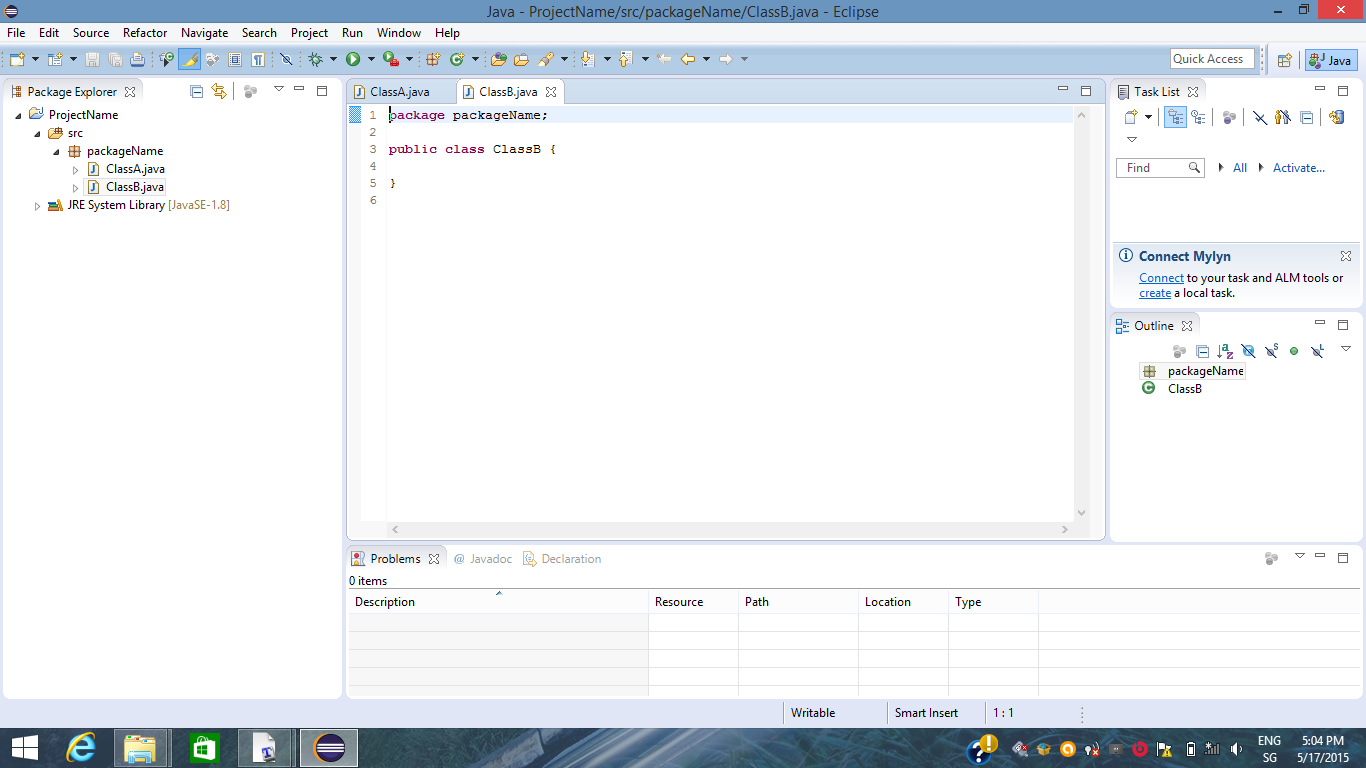 Java - ProjectName/src/packageName/ClassB.java - Eclipse
File Edit Source Refactor Navigate Search Project Run Window Help
Quick Access
Java
Package Explorer
ProjectName
src
packageName
ClassA.java
ClassB.java
JRE System Library [JavaSE-1.8]
ClassA.java
ClassB.java
1 package packageName;
2
3 public class ClassB {
4
5 }
6
Task List
Find
All
Activate...
Connect Mylyn
Connect to your task and ALM tools or
create a local task.
Outline
packageName
ClassB
Problems @ Javadoc Declaration
0 items
Description Resource Path Location Type
Writable Smart Insert 1 : 1
ENG 5:04 PM
SG 5/17/2015